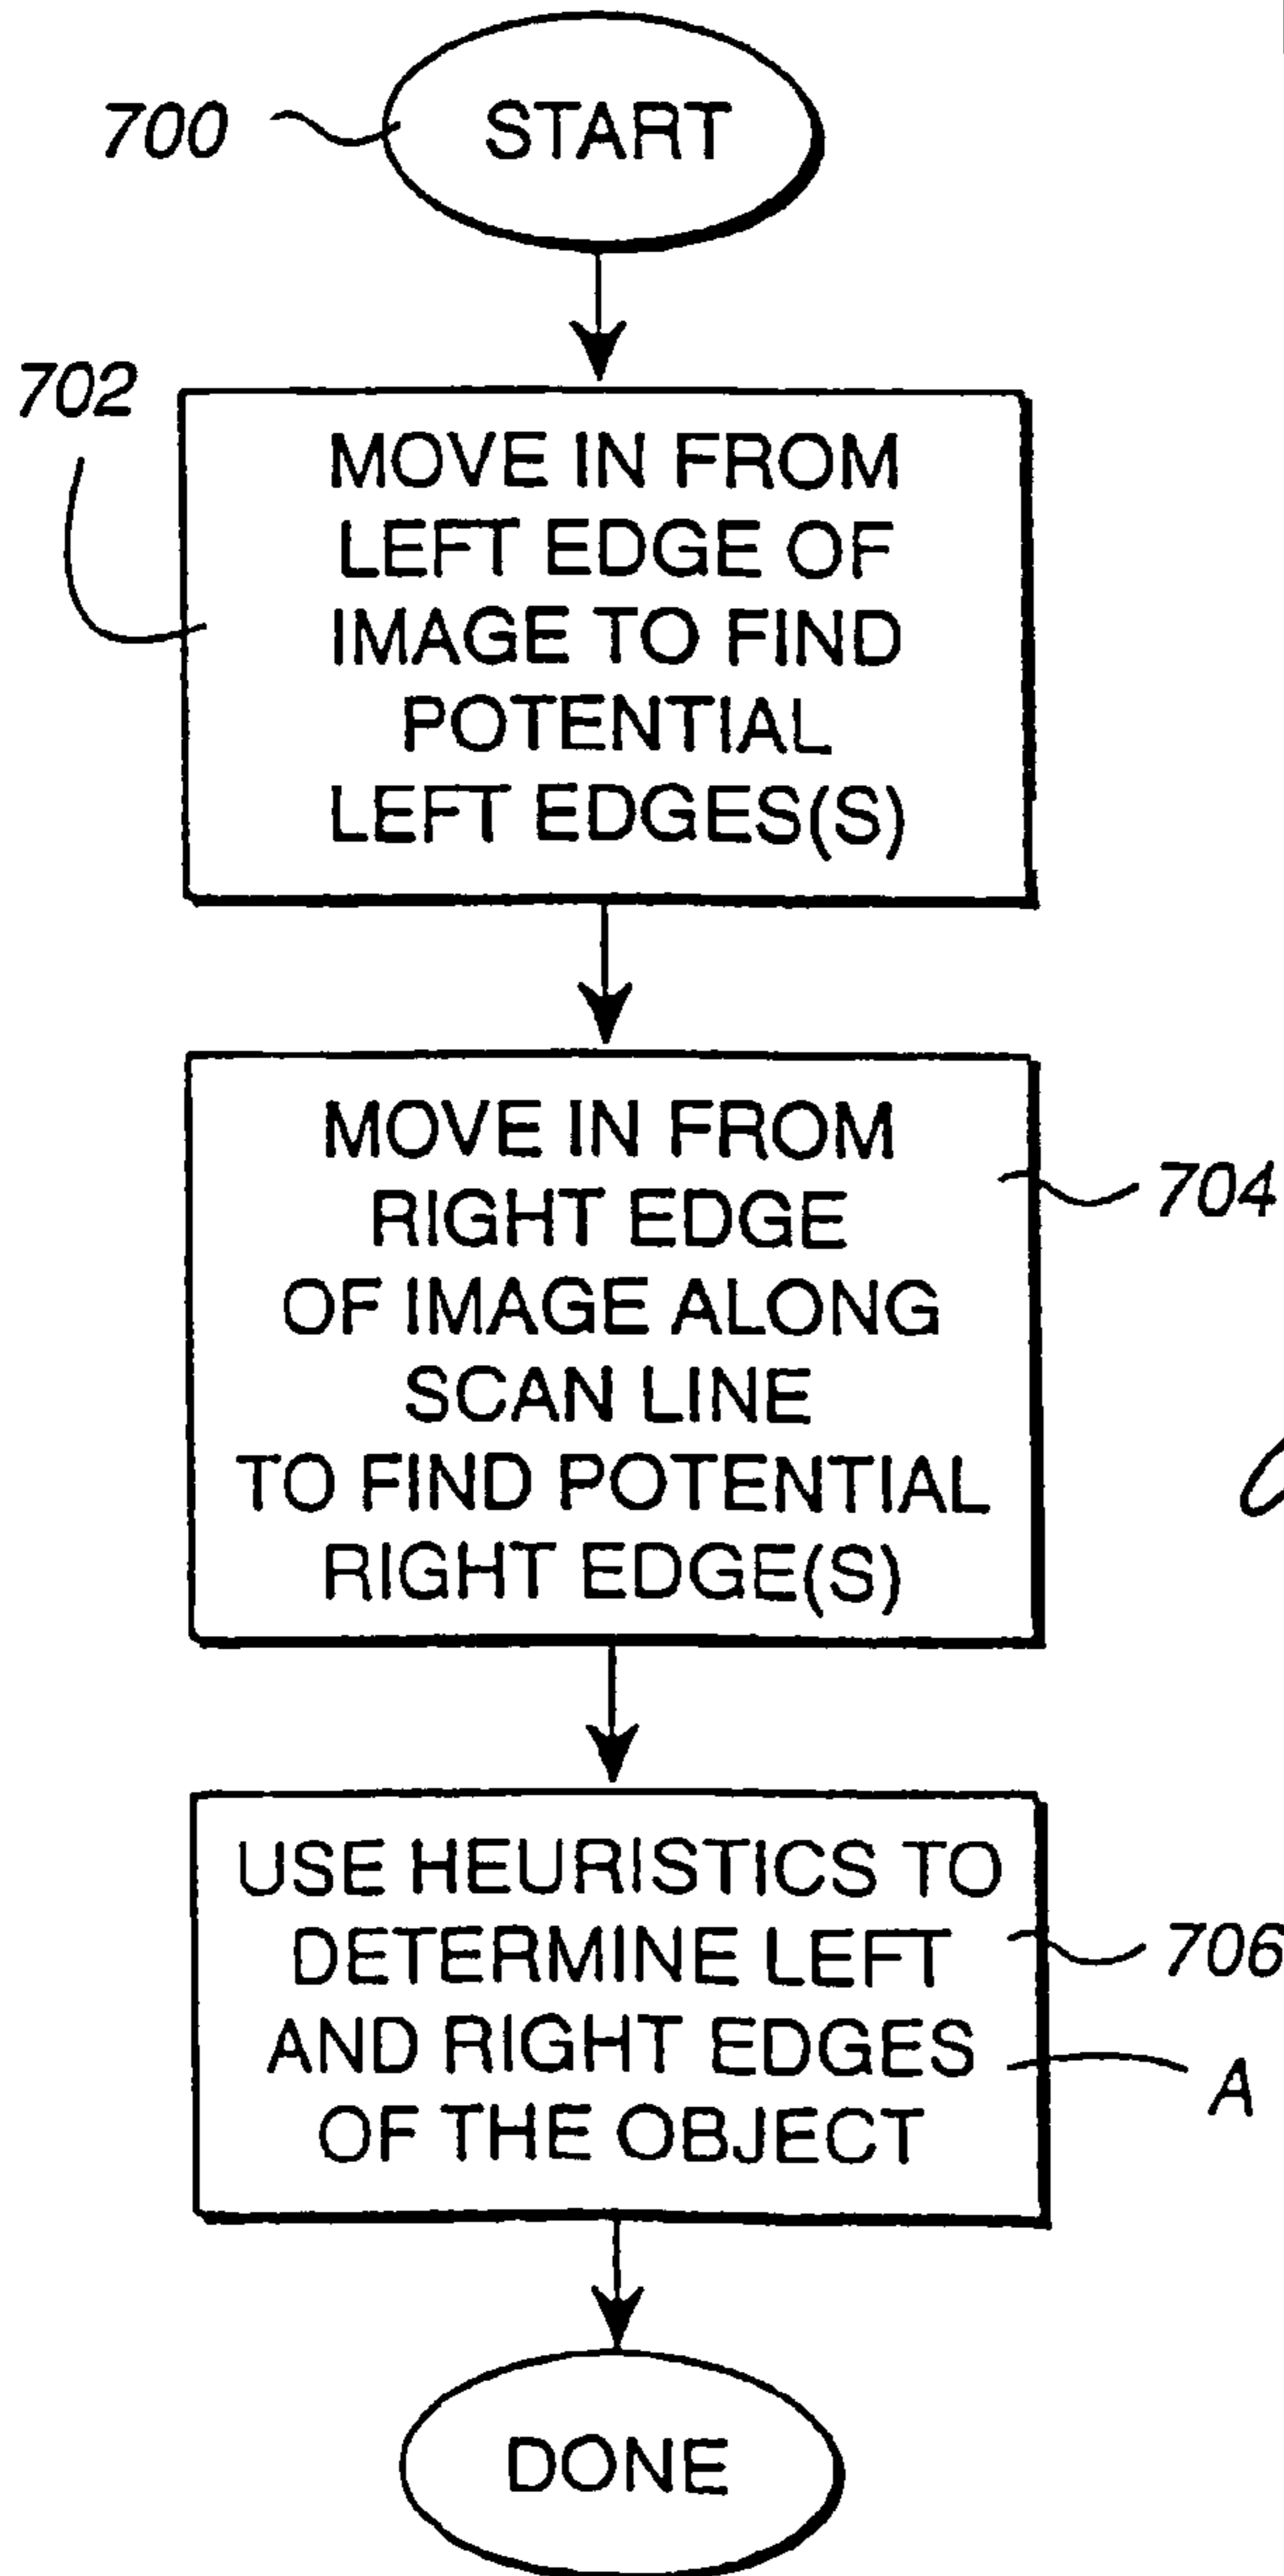 700
START
702
MOVE IN FROM
LEFT EDGE OF
IMAGE TO FIND
POTENTIAL
LEFT EDGES(S)
MOVE IN FROM
RIGHT EDGE
OF IMAGE ALONG
SCAN LINE
TO FIND POTENTIAL
RIGHT EDGE(S)
704
USE HEURISTICS TO
DETERMINE LEFT
AND RIGHT EDGES
OF THE OBJECT
706
A
DONE